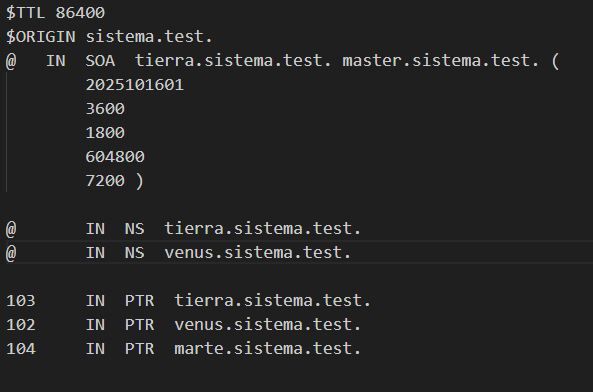 $TTL 86400
$ORIGIN sistema.test.
@   IN  SOA  tierra.sistema.test. master.sistema.test. (
        2025101601
        3600
        1800
        604800
        7200 )

@       IN  NS  tierra.sistema.test.
@       IN  NS  venus.sistema.test.

103     IN  PTR  tierra.sistema.test.
102     IN  PTR  venus.sistema.test.
104     IN  PTR  marte.sistema.test.